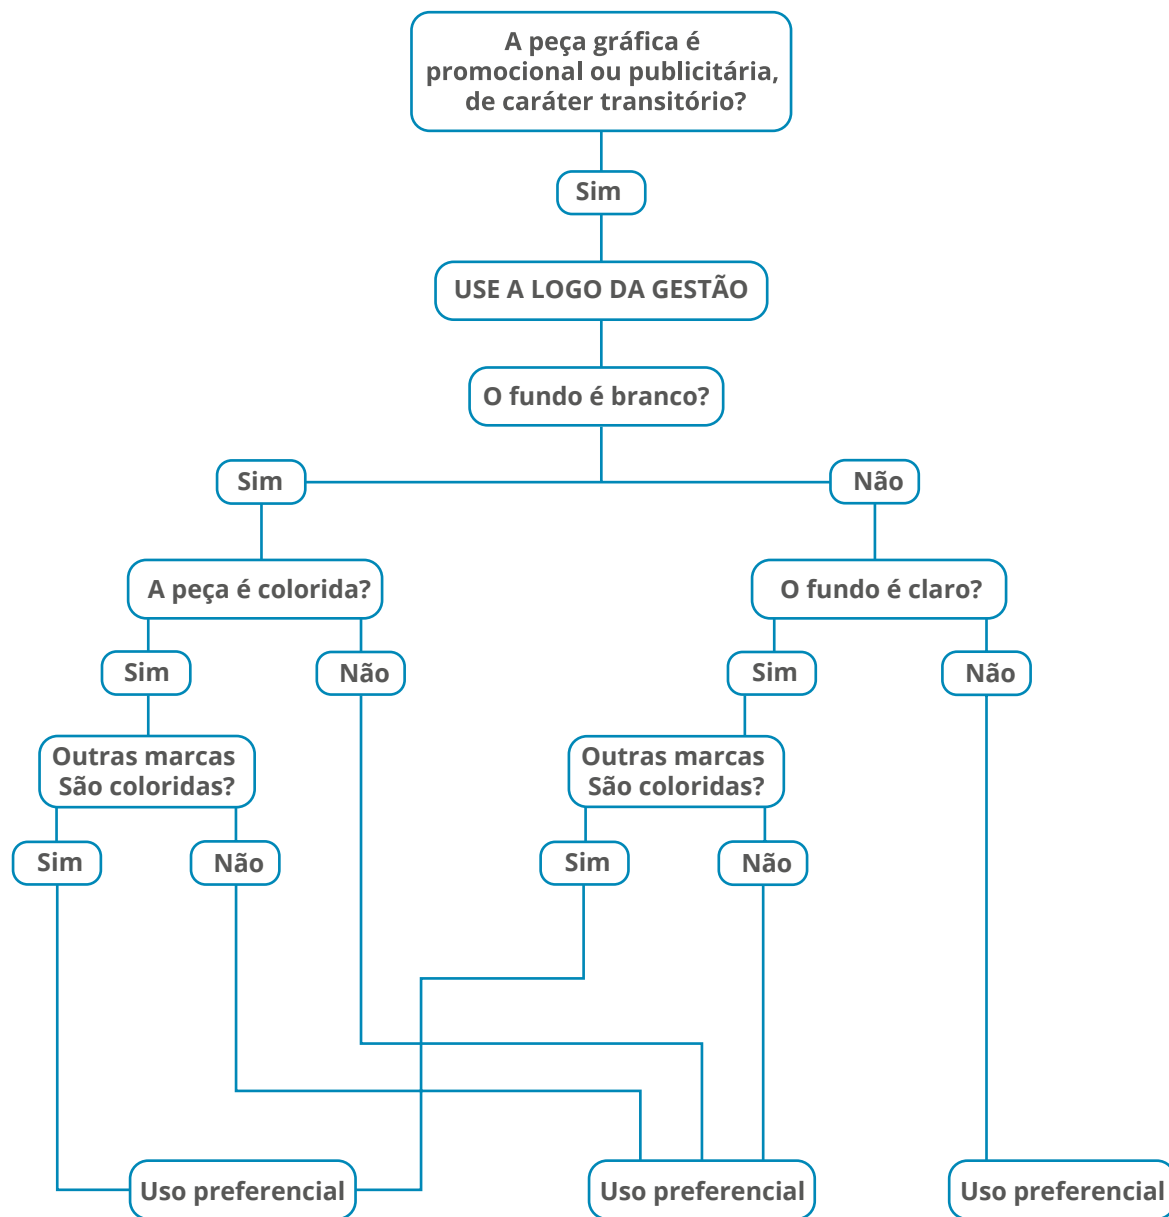 A peça gráfica é
promocional ou publicitária,
de caráter transitório?
Sim
USE A LOGO DA GESTÃO
O fundo é branco?
Sim
Não
A peça é colorida?
O fundo é claro?
Sim
Não
Sim
Não
Outras marcas
São coloridas?
Outras marcas
São coloridas?
Sim
Não
Sim
Não
Uso preferencial
Uso preferencial
Uso preferencial